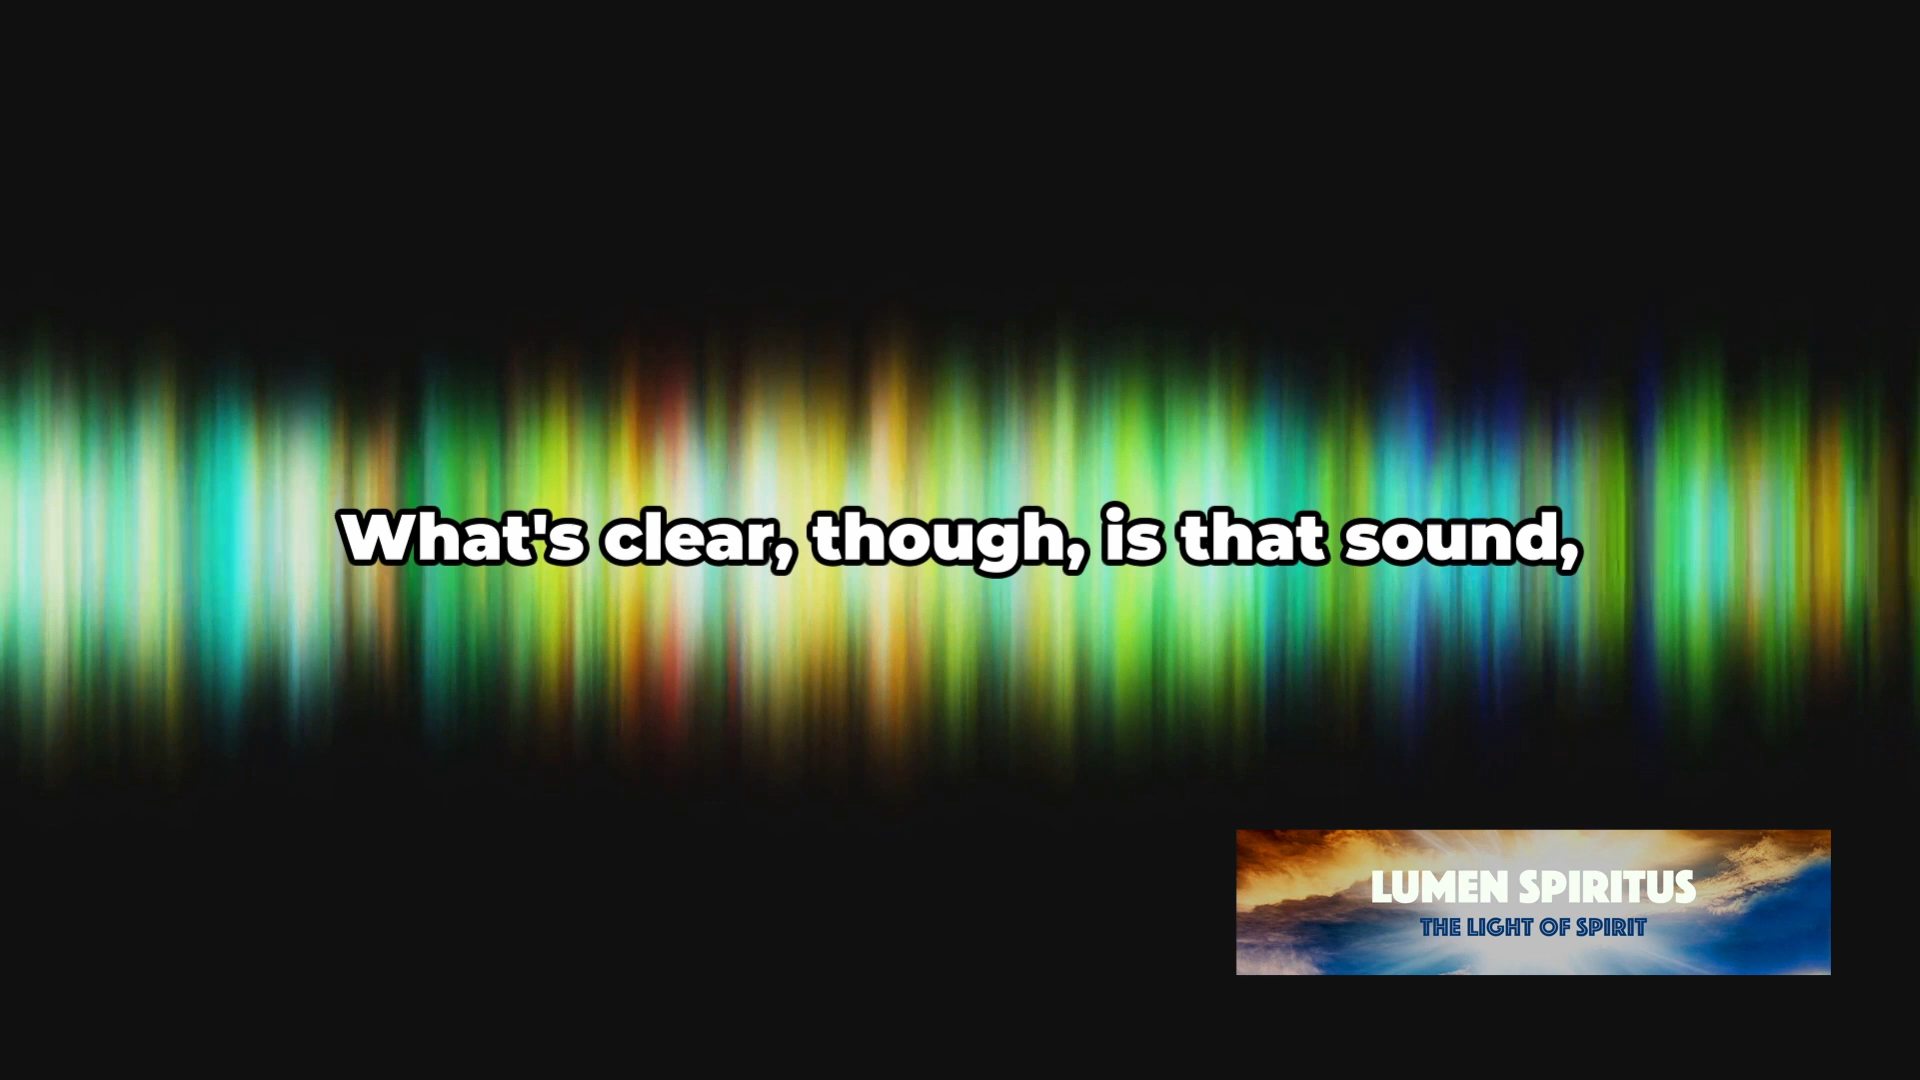 What's clear, though, is that sound,
LUMEN SPIRITUS
THE LIGHT OF SPIRIT